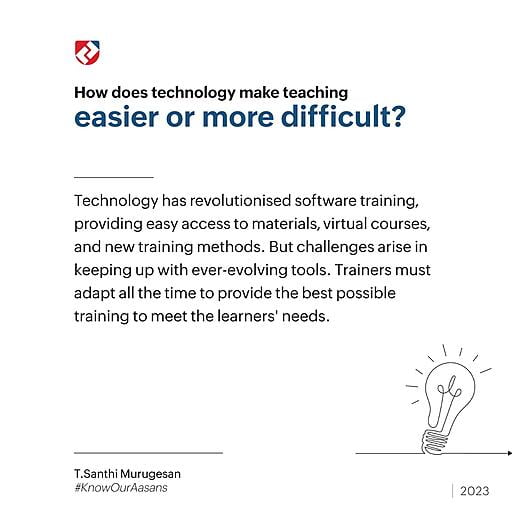 How does technology make teaching
easier or more difficult?
Technology has revolutionised software training,
providing easy access to materials, virtual courses,
and new training methods. But challenges arise in
keeping up with ever-evolving tools. Trainers must
adapt all the time to provide the best possible
training to meet the learners' needs.
T.Santhi Murugesan
#KnowOurAasans
2023